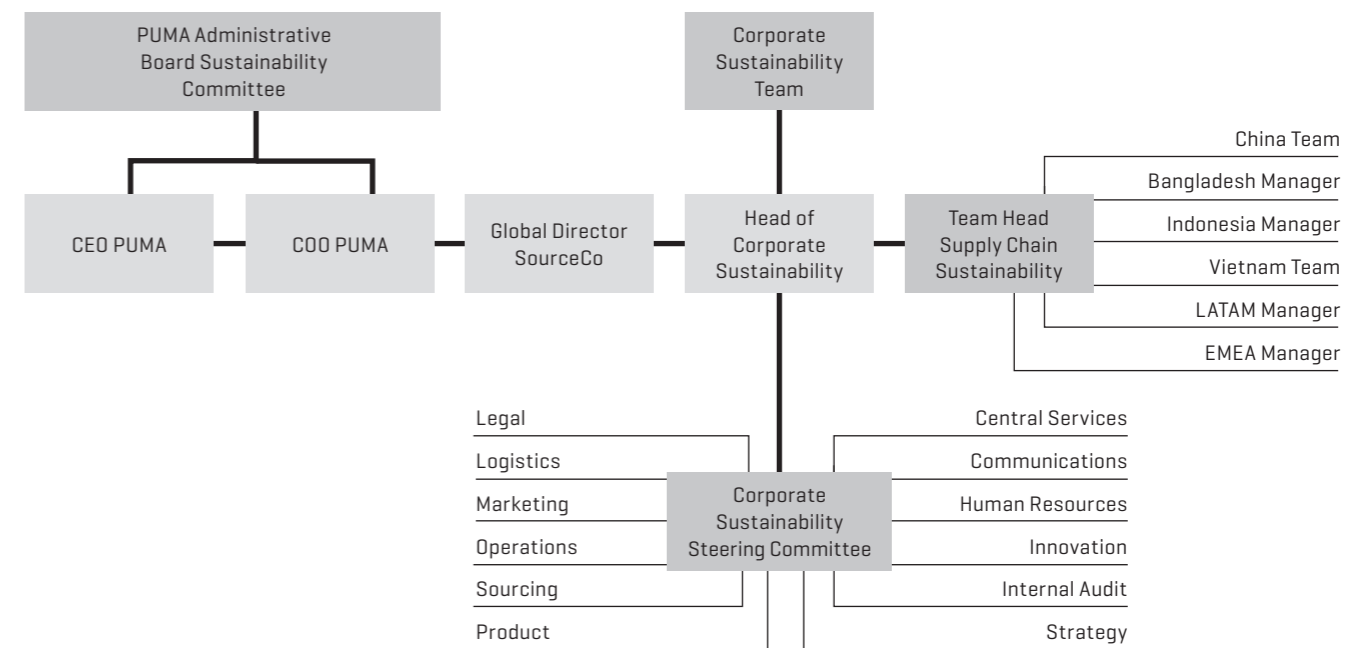 PUMA Administrative
Board Sustainability
Committee
Corporate
Sustainability
Team
CEO PUMA
COO PUMA
Global Director
SourceCo
Head of
Corporate
Sustainability
Team Head
Supply Chain
Sustainability
China Team
Bangladesh Manager
Indonesia Manager
Vietnam Team
LATAM Manager
EMEA Manager
Legal
Logistics
Marketing
Operations
Sourcing
Product
Corporate
Sustainability
Steering Committee
Central Services
Communications
Human Resources
Innovation
Internal Audit
Strategy